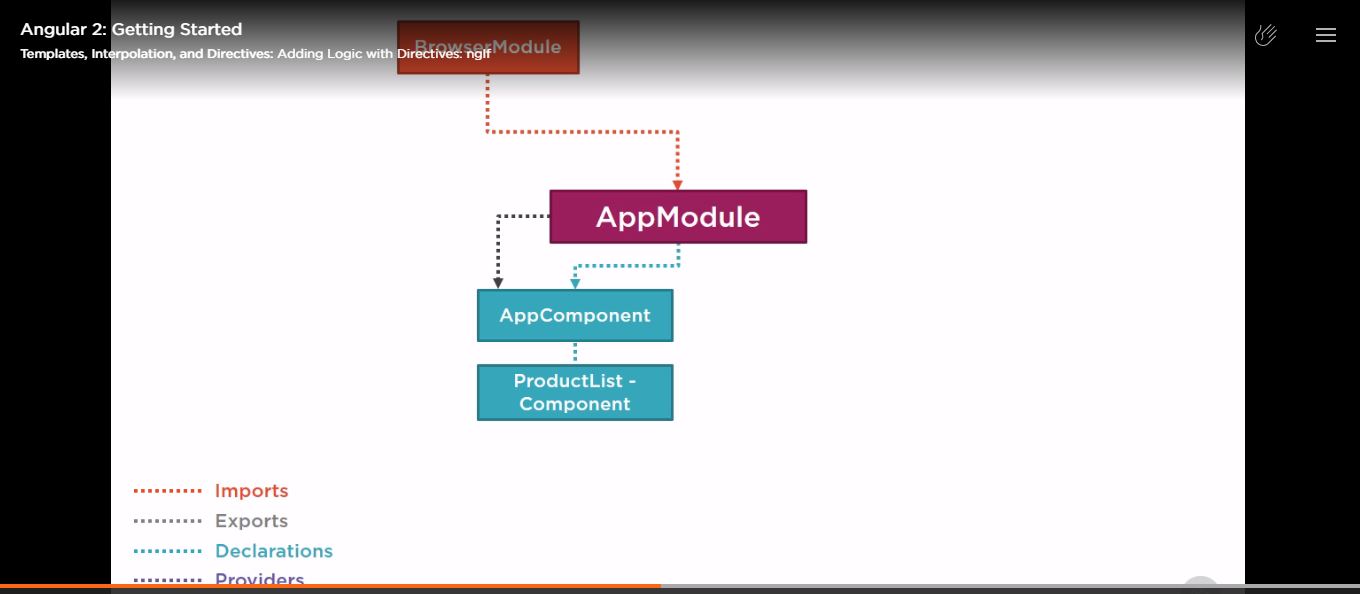 Angular 2: Getting Started
Templates, Interpolation, and Directives: Adding Logic with Directives: ngIf
BrowserModule
AppModule
AppComponent
ProductList -
Component
Imports
Exports
Declarations
Providers